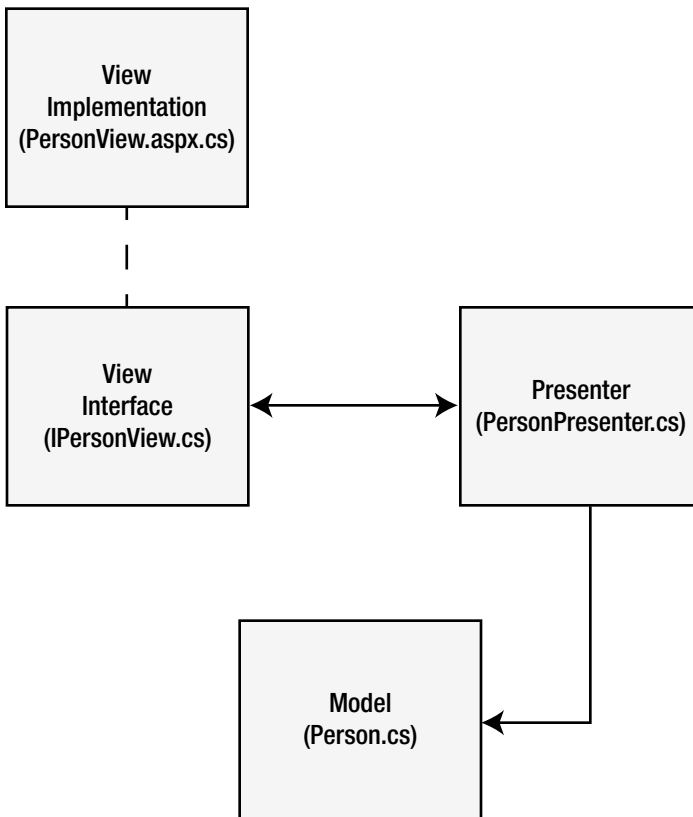 View
Implementation
(PersonView.aspx.cs)
View
Interface
(IPersonView.cs)
Presenter
(PersonPresenter.cs)
Model
(Person.cs)